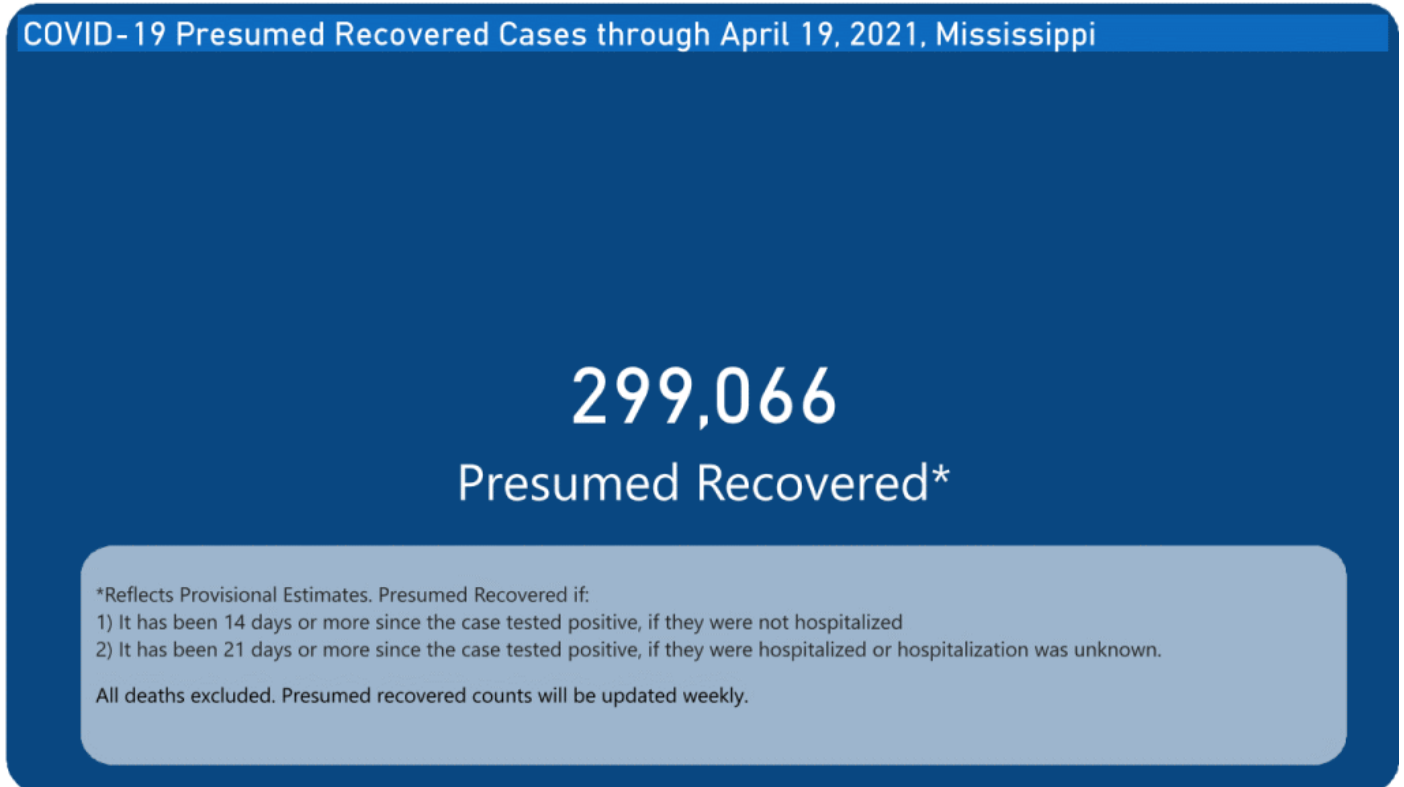 COVID-19 Presumed Recovered Cases through April 19, 2021, Mississippi
299,066
Presumed Recovered*
*Reflects Provisional Estimates. Presumed Recovered if:
1) It has been 14 days or more since the case tested positive, if they were not hospitalized
2) It has been 21 days or more since the case tested positive, if they were hospitalized or hospitalization was unknown.
All deaths excluded. Presumed recovered counts will be updated weekly.